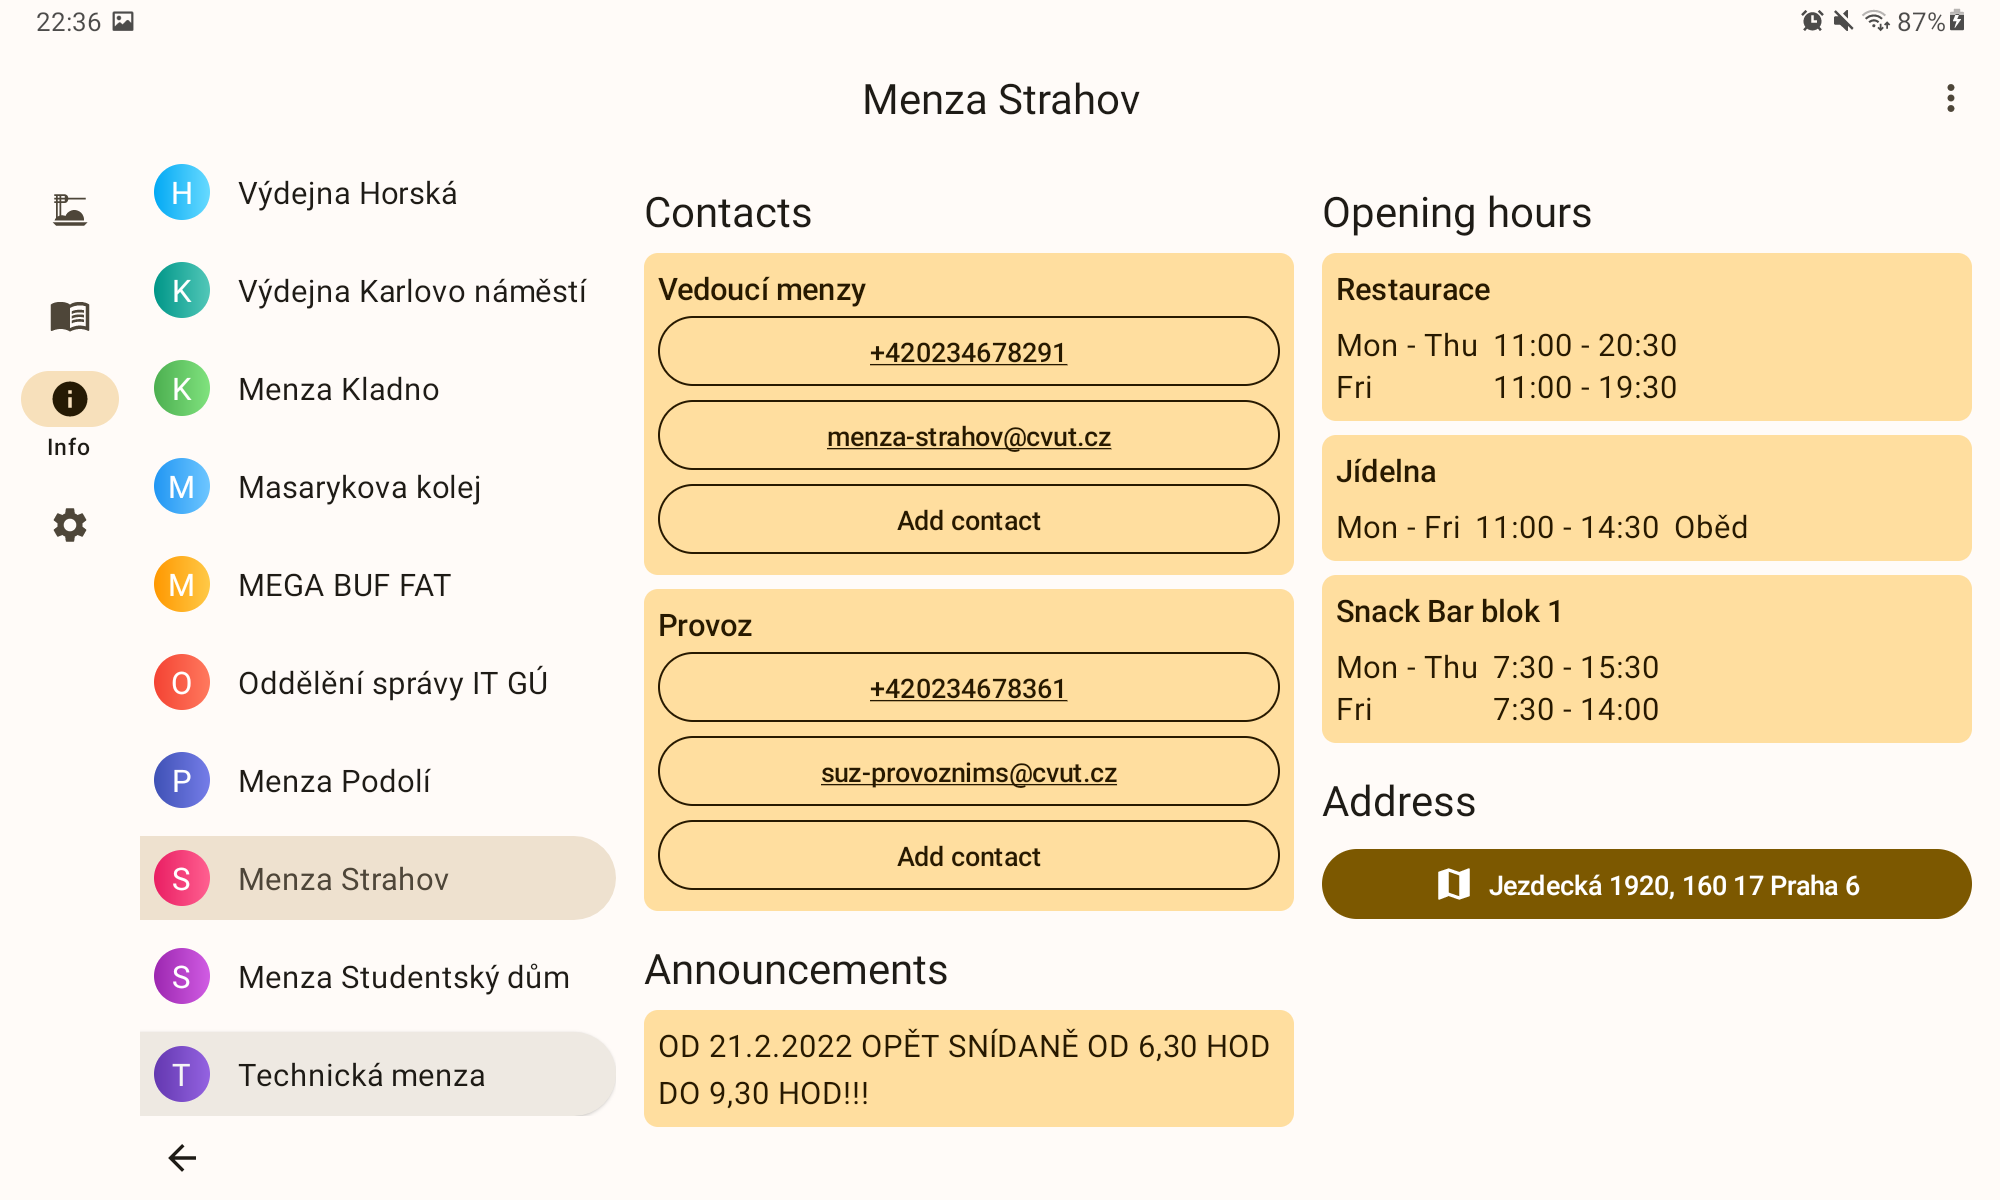 22:36
87%
Menza Strahov
Info
H Výdejna Horská
K Výdejna Karlovo náměstí
K Menza Kladno
M Masarykova kolej
M MEGA BUF FAT
O Oddělění správy IT GÚ
P Menza Podolí
S Menza Strahov
S Menza Studentský dům
T Technická menza
Contacts
Vedoucí menzy
+420234678291
menza-strahov@cvut.cz
Add contact
Provoz
+420234678361
suz-provoznims@cvut.cz
Add contact
Announcements
OD 21.2.2022 OPĚT SNÍDANĚ OD 6,30 HOD
DO 9,30 HOD!!!
Opening hours
Restaurace
Mon - Thu 11:00 - 20:30
Fri 11:00 - 19:30
Jídelna
Mon - Fri 11:00 - 14:30 Oběd
Snack Bar blok 1
Mon - Thu 7:30 - 15:30
Fri 7:30 - 14:00
Address
Jezdecká 1920, 160 17 Praha 6